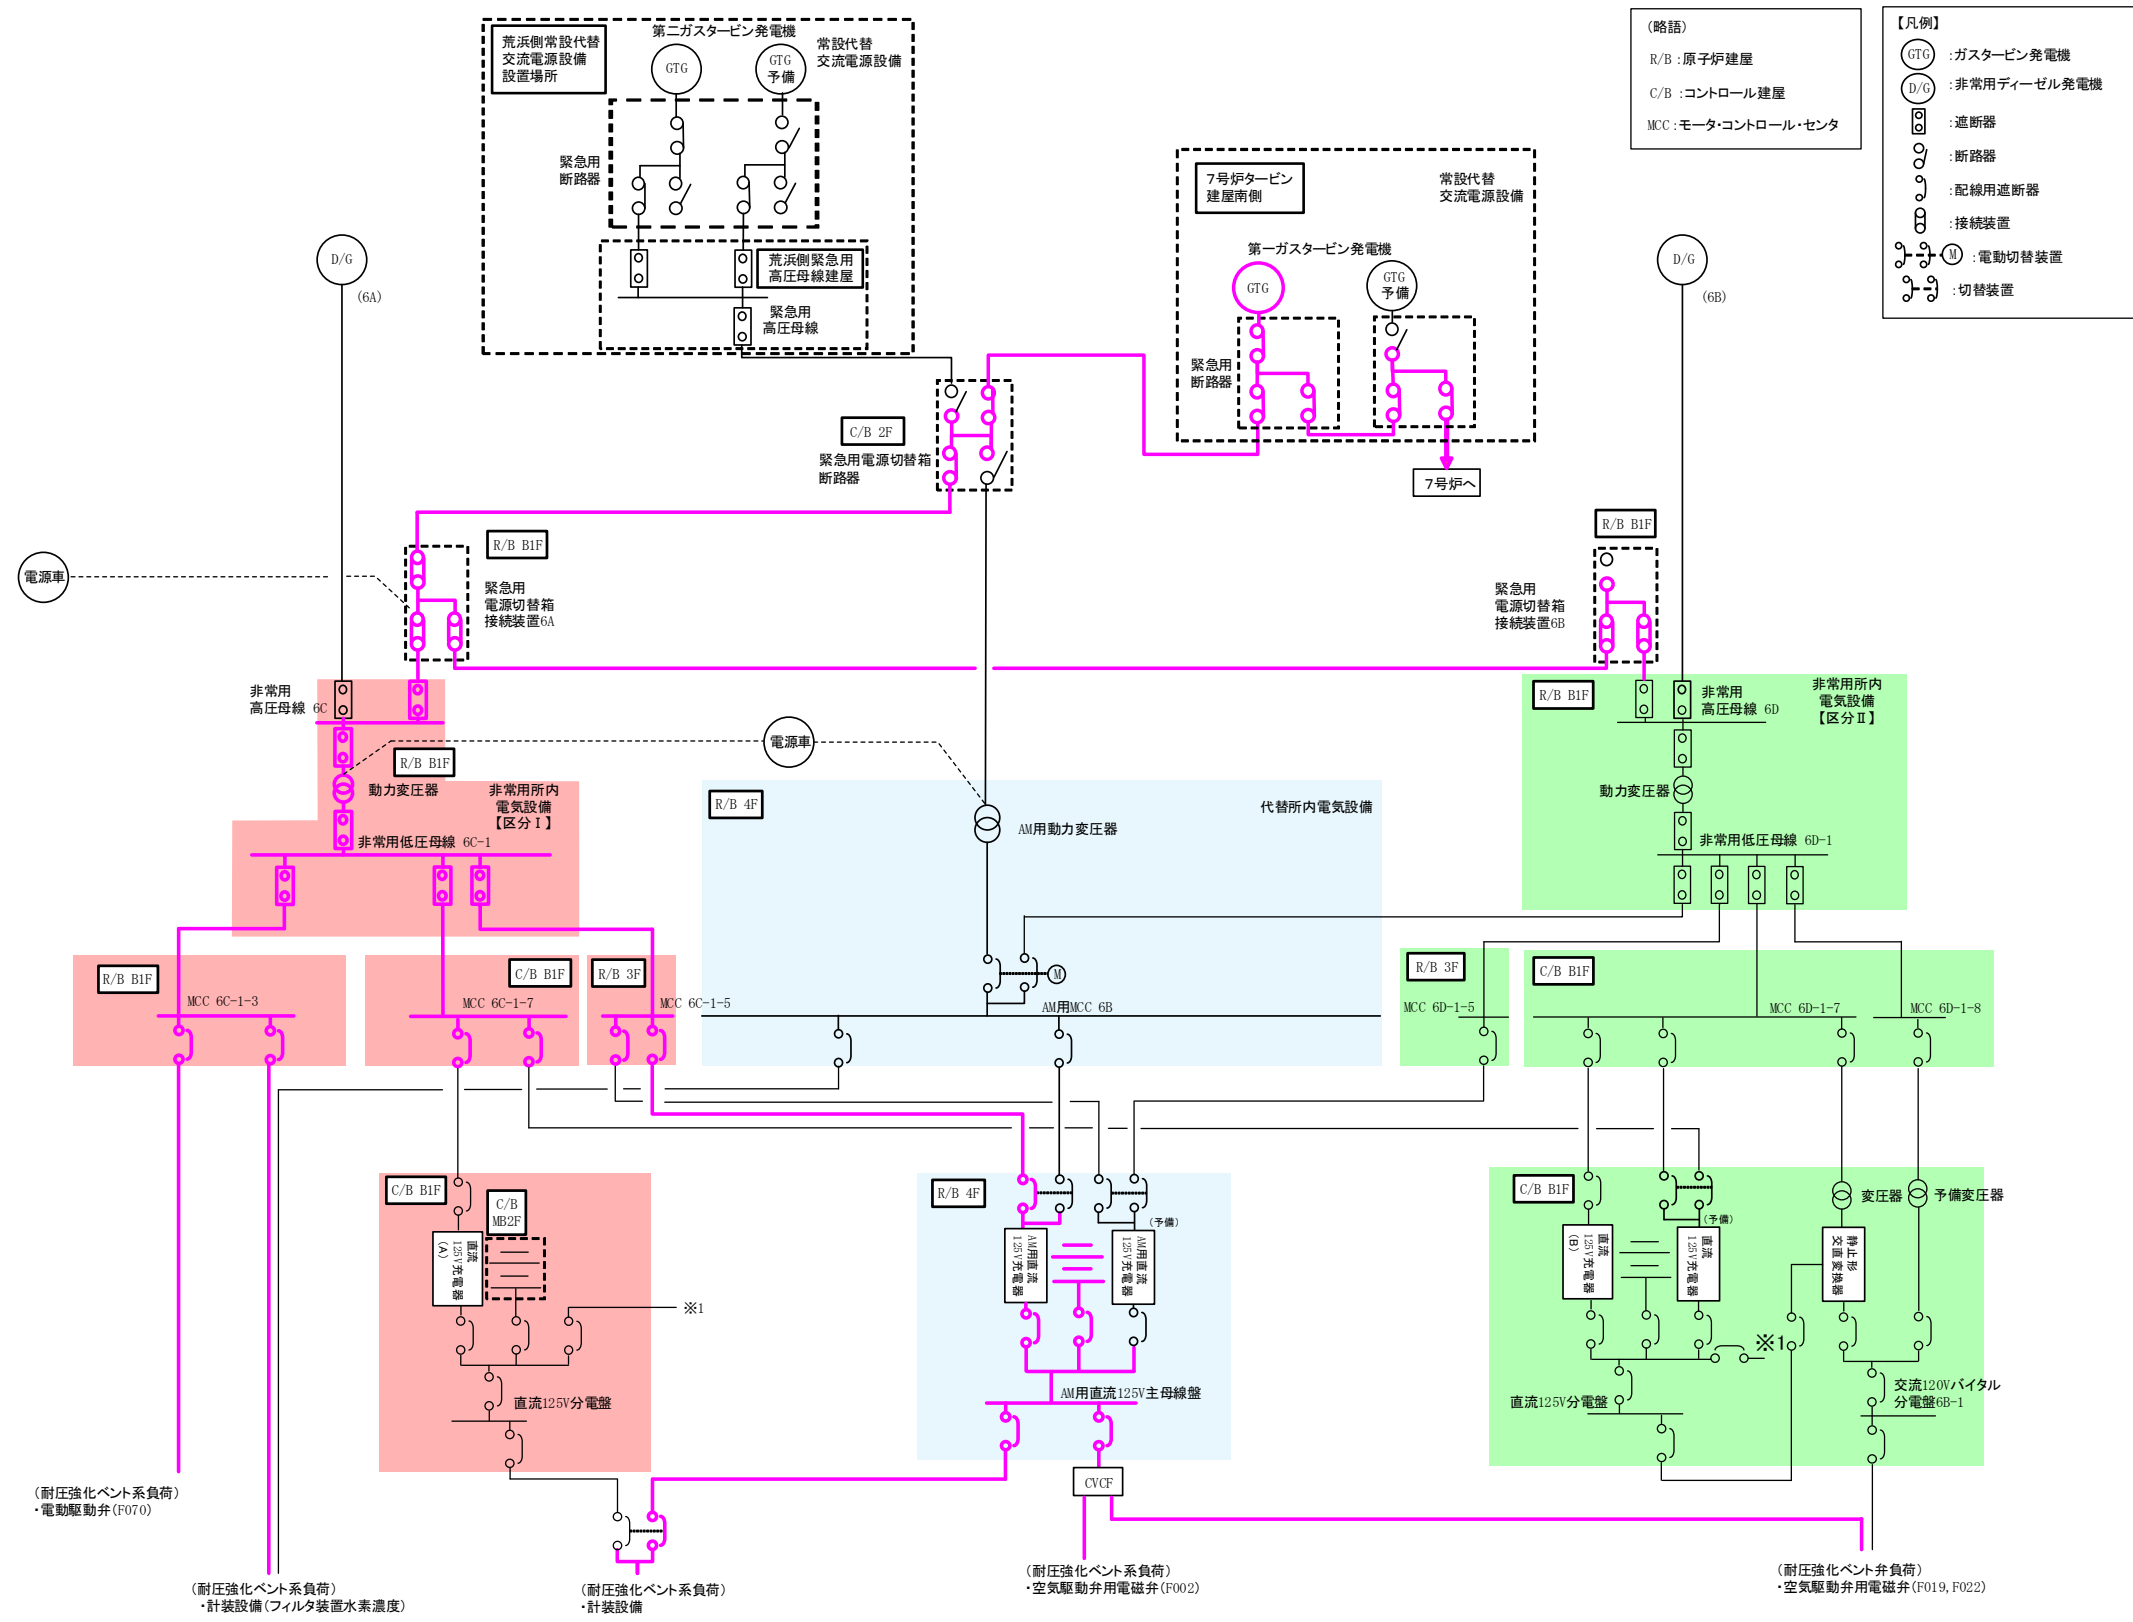 荒浜側常設代替
交流電源設備
設置場所
第二ガスタービン発電機
GTG
GTG
予備
常設代替
交流電源設備
緊急用
断路器
荒浜側緊急用
高圧母線建屋
緊急用
高圧母線
(略語)
R/B :原子炉建屋
C/B :コントロール建屋
MCC :モータ・コントロール・センタ
【凡例】
GTG :ガスタービン発電機
D/G :非常用ディーゼル発電機
:遮断器
:断路器
:配線用遮断器
:接続装置
M :電動切替装置
:切替装置
7号炉タービン
建屋南側
常設代替
交流電源設備
第一ガスタービン発電機
GTG
GTG
予備
緊急用
断路器
7号炉へ
D/G
(6A)
D/G
(6B)
C/B 2F
緊急用電源切替箱
断路器
電源車
R/B B1F
緊急用
電源切替箱
接続装置6A
R/B B1F
緊急用
電源切替箱
接続装置6B
非常用
高圧母線 6C
R/B B1F
動力変圧器
非常用所内
電気設備
【区分Ⅰ】
非常用低圧母線 6C-1
電源車
R/B 4F
AM用動力変圧器
代替所内電気設備
R/B B1F
非常用
高圧母線 6D
非常用所内
電気設備
【区分Ⅱ】
動力変圧器
非常用低圧母線 6D-1
R/B B1F
MCC 6C-1-3
C/B B1F
MCC 6C-1-7
R/B 3F
MCC 6C-1-5
M
AM用MCC 6B
R/B 3F
MCC 6D-1-5
C/B B1F
MCC 6D-1-7
MCC 6D-1-8
C/B B1F
C/B
MB2F
直流
125V充電器
(A)
※1
直流125V分電盤
R/B 4F
AM用直流
125V充電器
(予備)
AM用直流
125V充電器
AM用直流125V主母線盤
CVCF
C/B B1F
直流
125V充電器
(B)
(予備)
直流
125V充電器
※1
直流125V分電盤
変圧器
予備変圧器
静止形
交直変換器
交流120Vバイタル
分電盤6B-1
(耐圧強化ベント系負荷)
・電動駆動弁(F070)
(耐圧強化ベント系負荷)
・計装設備(フィルタ装置水素濃度)
(耐圧強化ベント系負荷)
・計装設備
(耐圧強化ベント系負荷)
・空気駆動弁用電磁弁(F002)
(耐圧強化ベント弁負荷)
・空気駆動弁用電磁弁(F019,F022)